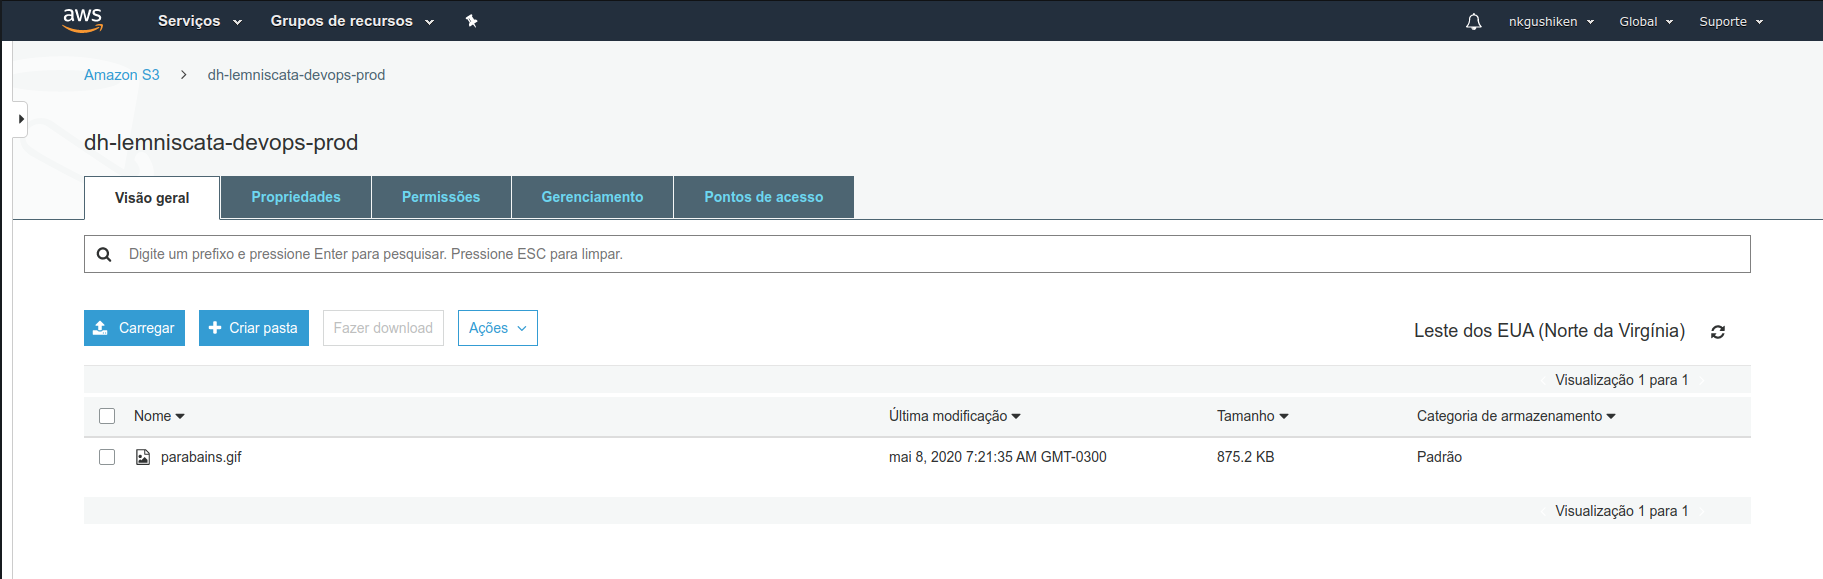 aws Serviços Grupos de recursos nkgushiken Global Suporte
Amazon S3 > dh-lemniscata-devops-prod
dh-lemniscata-devops-prod
Visão geral Propriedades Permissões Gerenciamento Pontos de acesso
Digite um prefixo e pressione Enter para pesquisar. Pressione ESC para limpar.
Carregar Criar pasta Fazer download Ações Leste dos EUA (Norte da Virgínia)
Visualização 1 para 1
Nome Última modificação Tamanho Categoria de armazenamento
parabains.gif mai 8, 2020 7:21:35 AM GMT-0300 875.2 KB Padrão
Visualização 1 para 1